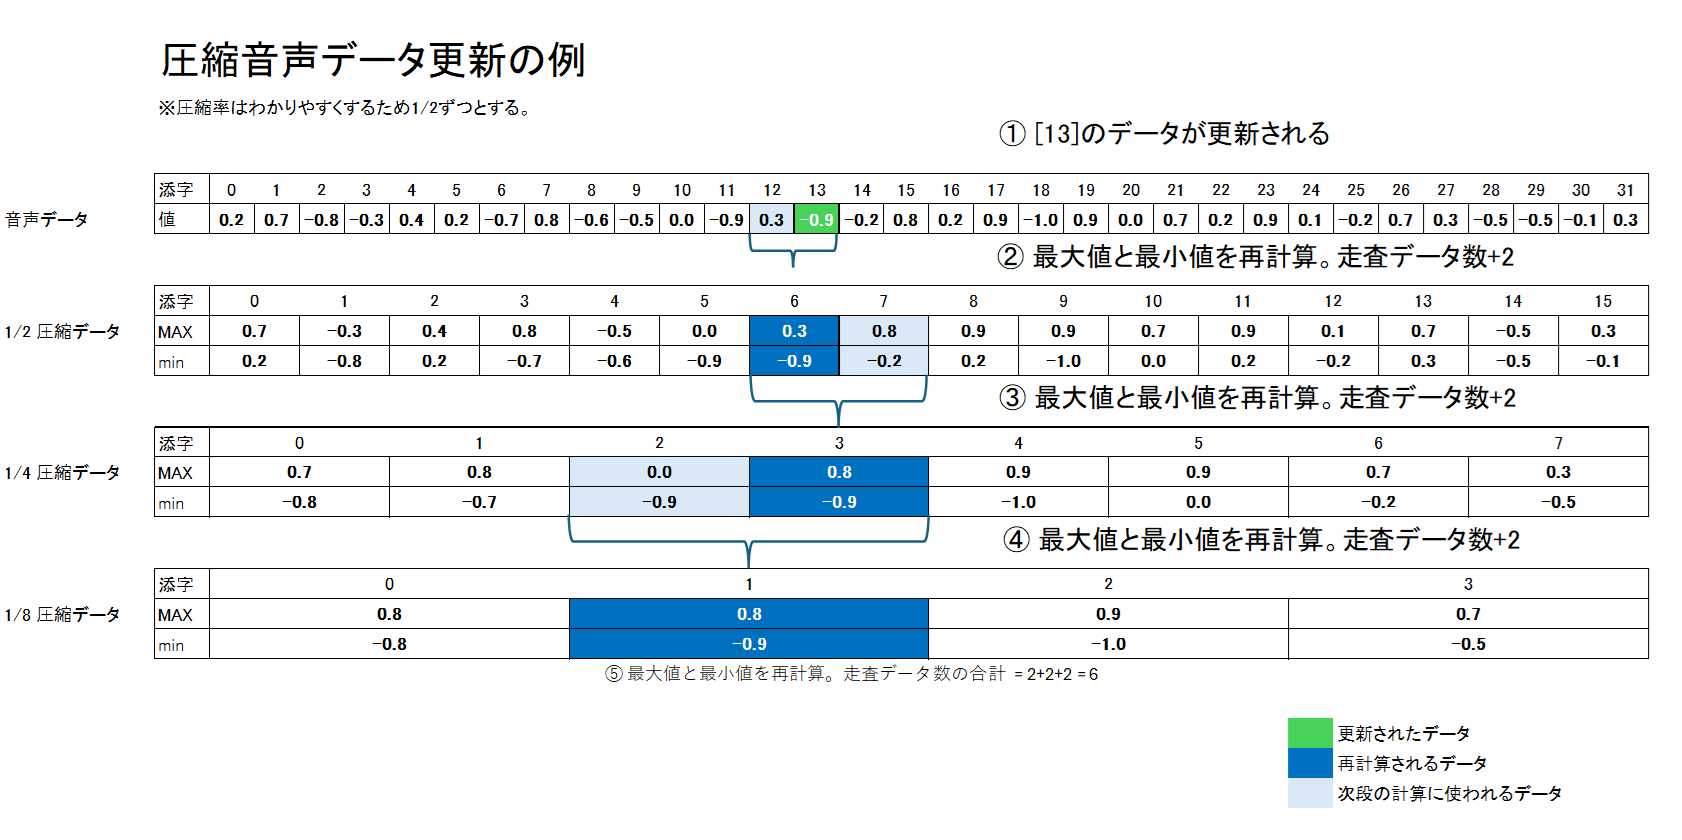 圧縮音声データ更新の例
※圧縮率はわかりやすくするため1/2ずつとする。
① [13]のデータが更新される
添字 0 1 2 3 4 5 6 7 8 9 10 11 12 13 14 15 16 17 18 19 20 21 22 23 24 25 26 27 28 29 30 31
音声データ 値 0.2 0.7 −0.8 −0.3 0.4 0.2 −0.7 0.8 −0.6 −0.5 0.0 −0.9 0.3 −0.9 −0.2 0.8 0.2 0.9 −1.0 0.9 0.0 0.7 0.2 0.9 0.1 −0.2 0.7 0.3 −0.5 −0.5 −0.1 0.3
② 最大値と最小値を再計算。走査データ数+2
添字 0 1 2 3 4 5 6 7 8 9 10 11 12 13 14 15
1/2 圧縮データ MAX 0.7 −0.3 0.4 0.8 −0.5 0.0 0.3 0.8 0.9 0.9 0.7 0.9 0.1 0.7 −0.5 0.3
min 0.2 −0.8 0.2 −0.7 −0.6 −0.9 −0.9 −0.2 0.2 −1.0 0.0 0.2 −0.2 0.3 −0.5 −0.1
③ 最大値と最小値を再計算。走査データ数+2
添字 0 1 2 3 4 5 6 7
1/4 圧縮データ MAX 0.7 0.8 0.0 0.8 0.9 0.9 0.7 0.3
min −0.8 −0.7 −0.9 −0.9 −1.0 0.0 −0.2 −0.5
④ 最大値と最小値を再計算。走査データ数+2
添字 0 1 2 3
1/8 圧縮データ MAX 0.8 0.8 0.9 0.7
min −0.8 −0.9 −1.0 −0.5
⑤ 最大値と最小値を再計算。走査データ数の合計 = 2+2+2 = 6
更新されたデータ
再計算されるデータ
次段の計算に使われるデータ